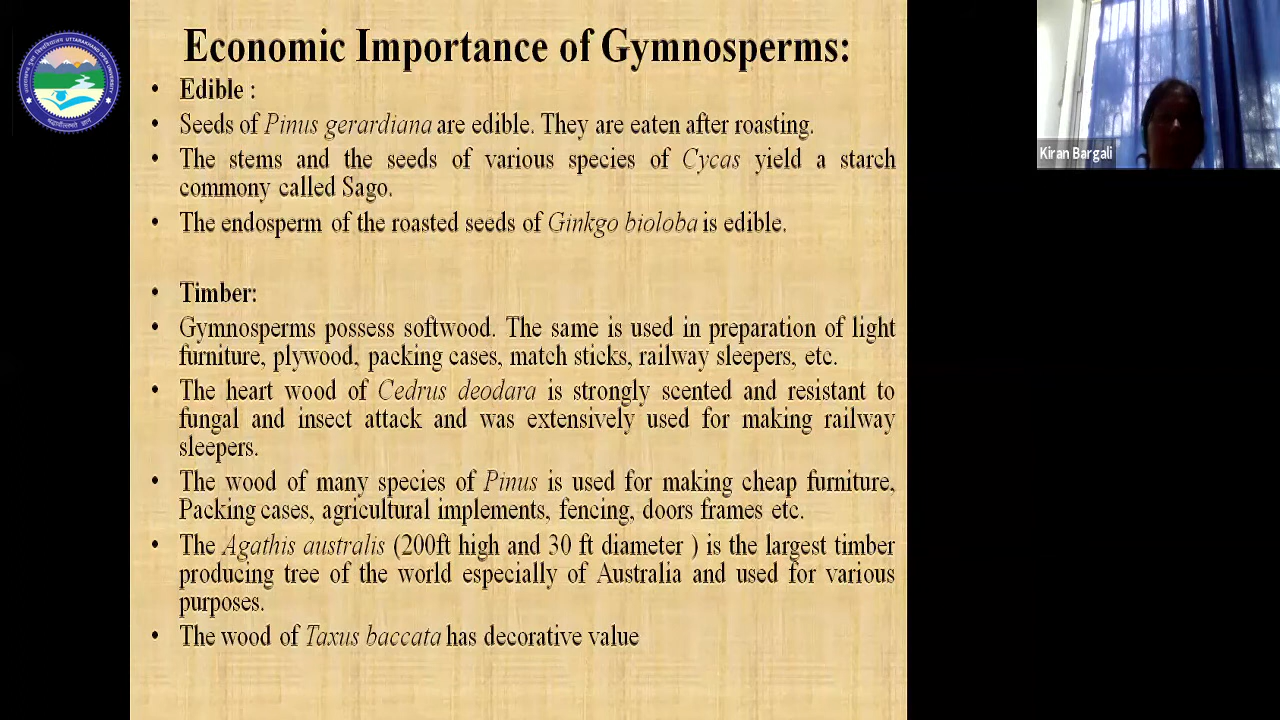 Economic Importance of Gymnosperms:
• Edible :
• Seeds of Pinus gerardiana are edible. They are eaten after roasting.
• The stems and the seeds of various species of Cycas yield a starch
commony called Sago.
• The endosperm of the roasted seeds of Ginkgo bioloba is edible.
• Timber:
• Gymnosperms possess softwood. The same is used in preparation of light
furniture, plywood, packing cases, match sticks, railway sleepers, etc.
• The heart wood of Cedrus deodara is strongly scented and resistant to
fungal and insect attack and was extensively used for making railway
sleepers.
• The wood of many species of Pinus is used for making cheap furniture,
Packing cases, agricultural implements, fencing, doors frames etc.
• The Agathis australis (200ft high and 30 ft diameter ) is the largest timber
producing tree of the world especially of Australia and used for various
purposes.
• The wood of Taxus baccata has decorative value
Kiran Bargali
UTTARAKHAND OPEN UNIVERSITY